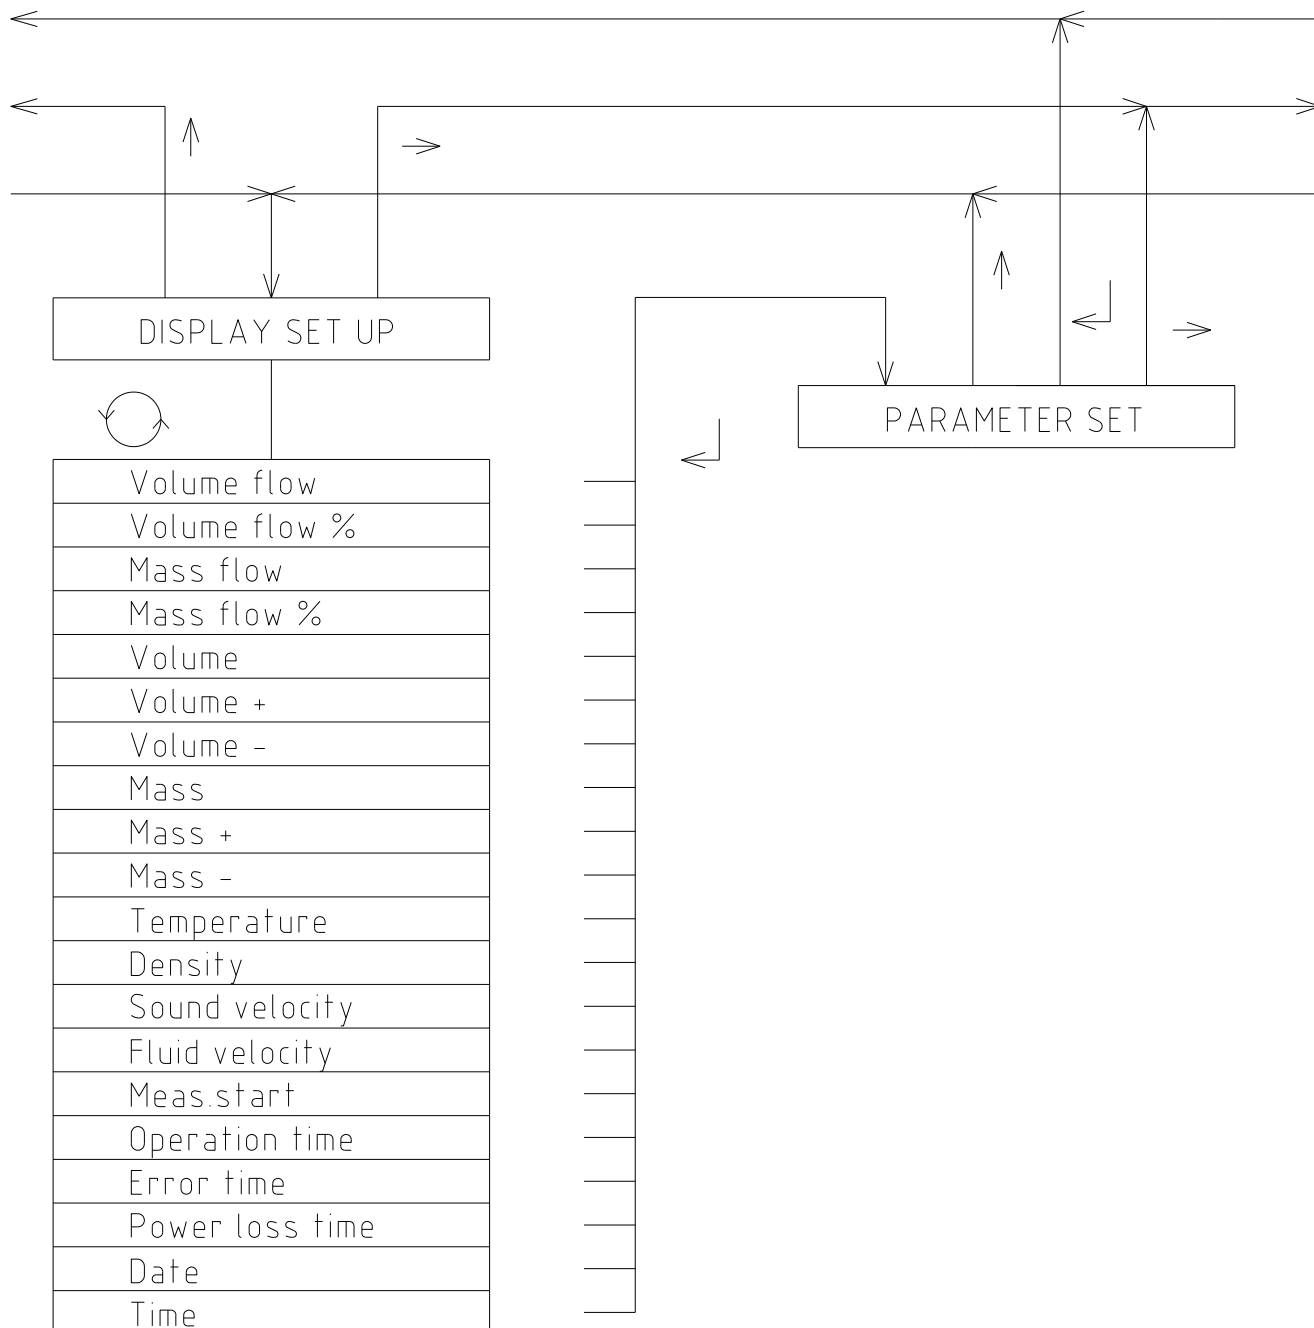 DISPLAY SET UP
PARAMETER SET
Volume flow
Volume flow %
Mass flow
Mass flow %
Volume
Volume +
Volume -
Mass
Mass +
Mass -
Temperature
Density
Sound velocity
Fluid velocity
Meas.start
Operation time
Error time
Power loss time
Date
Time